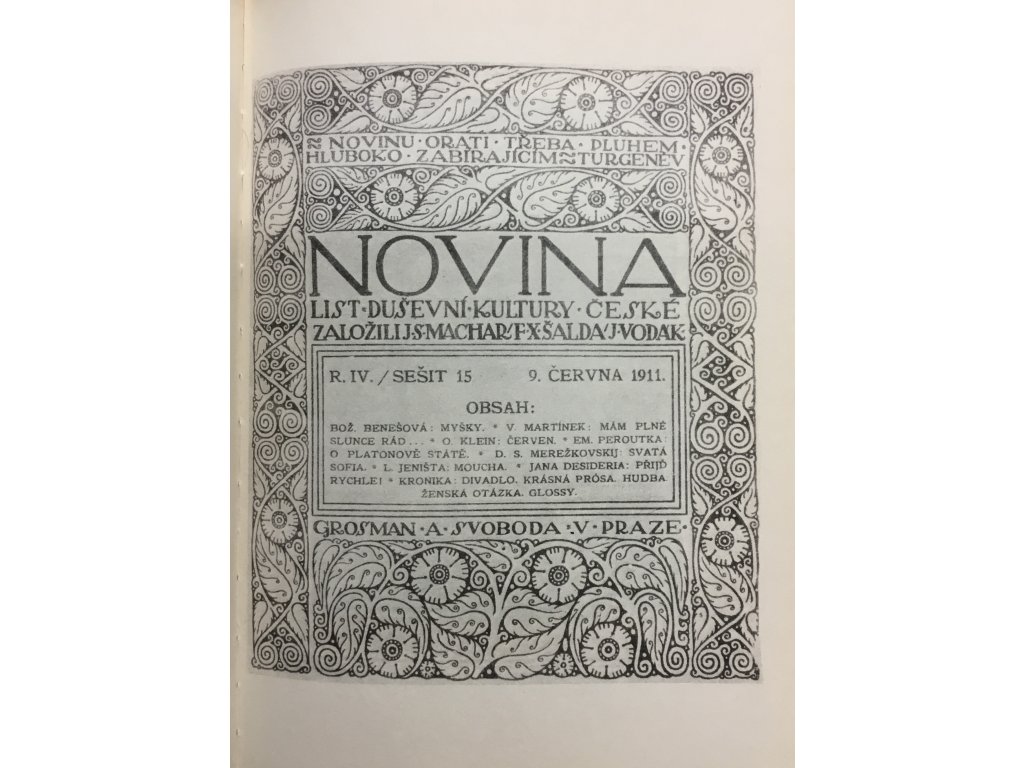 ≈ NOVINU · ORATI · TŘEBA · PLUHEM ·
HLUBOKO · ZABÍRAJÍCÍM ≈ TURGENĚV
NOVINA
LIST · DUŠEVNÍ · KULTURY · ČESKÉ
ZALOŽILI J·S·MACHAR' F·X·ŠALDA' J·VODÁK·
R. IV. / SEŠIT 15 9. ČERVNA 1911.
OBSAH:
BOŽ. BENEŠOVÁ: MYŠKY. * V. MARTÍNEK: MÁM PLNÉ
SLUNCE RÁD... * O. KLEIN: ČERVEN. * EM. PEROUTKA:
O PLATONOVĚ STÁTĚ. * D. S. MEREŽKOVSKIJ: SVATÁ
SOFIA. * L. JENIŠTA: MOUCHA. * JANA DESIDERIA: PŘIJĎ
RYCHLE! * KRONIKA: DIVADLO. KRÁSNÁ PRÓSA. HUDBA.
ŽENSKÁ OTÁZKA. GLOSSY.
GROSMAN · A · SVOBODA · V · PRAZE ·